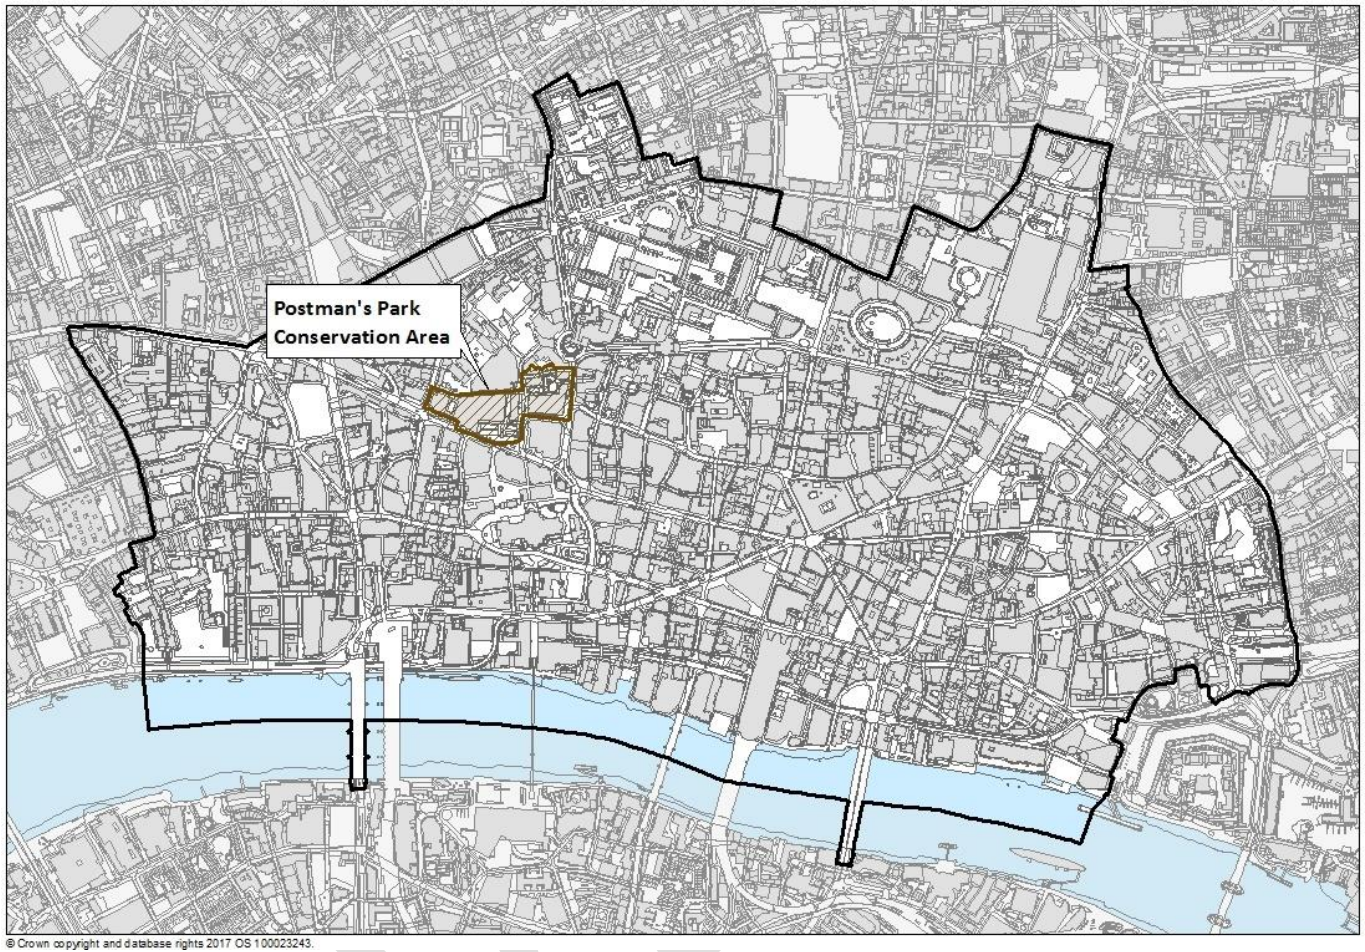 Postman's Park
Conservation Area
© Crown copyright and database rights 2017 OS 100023243.